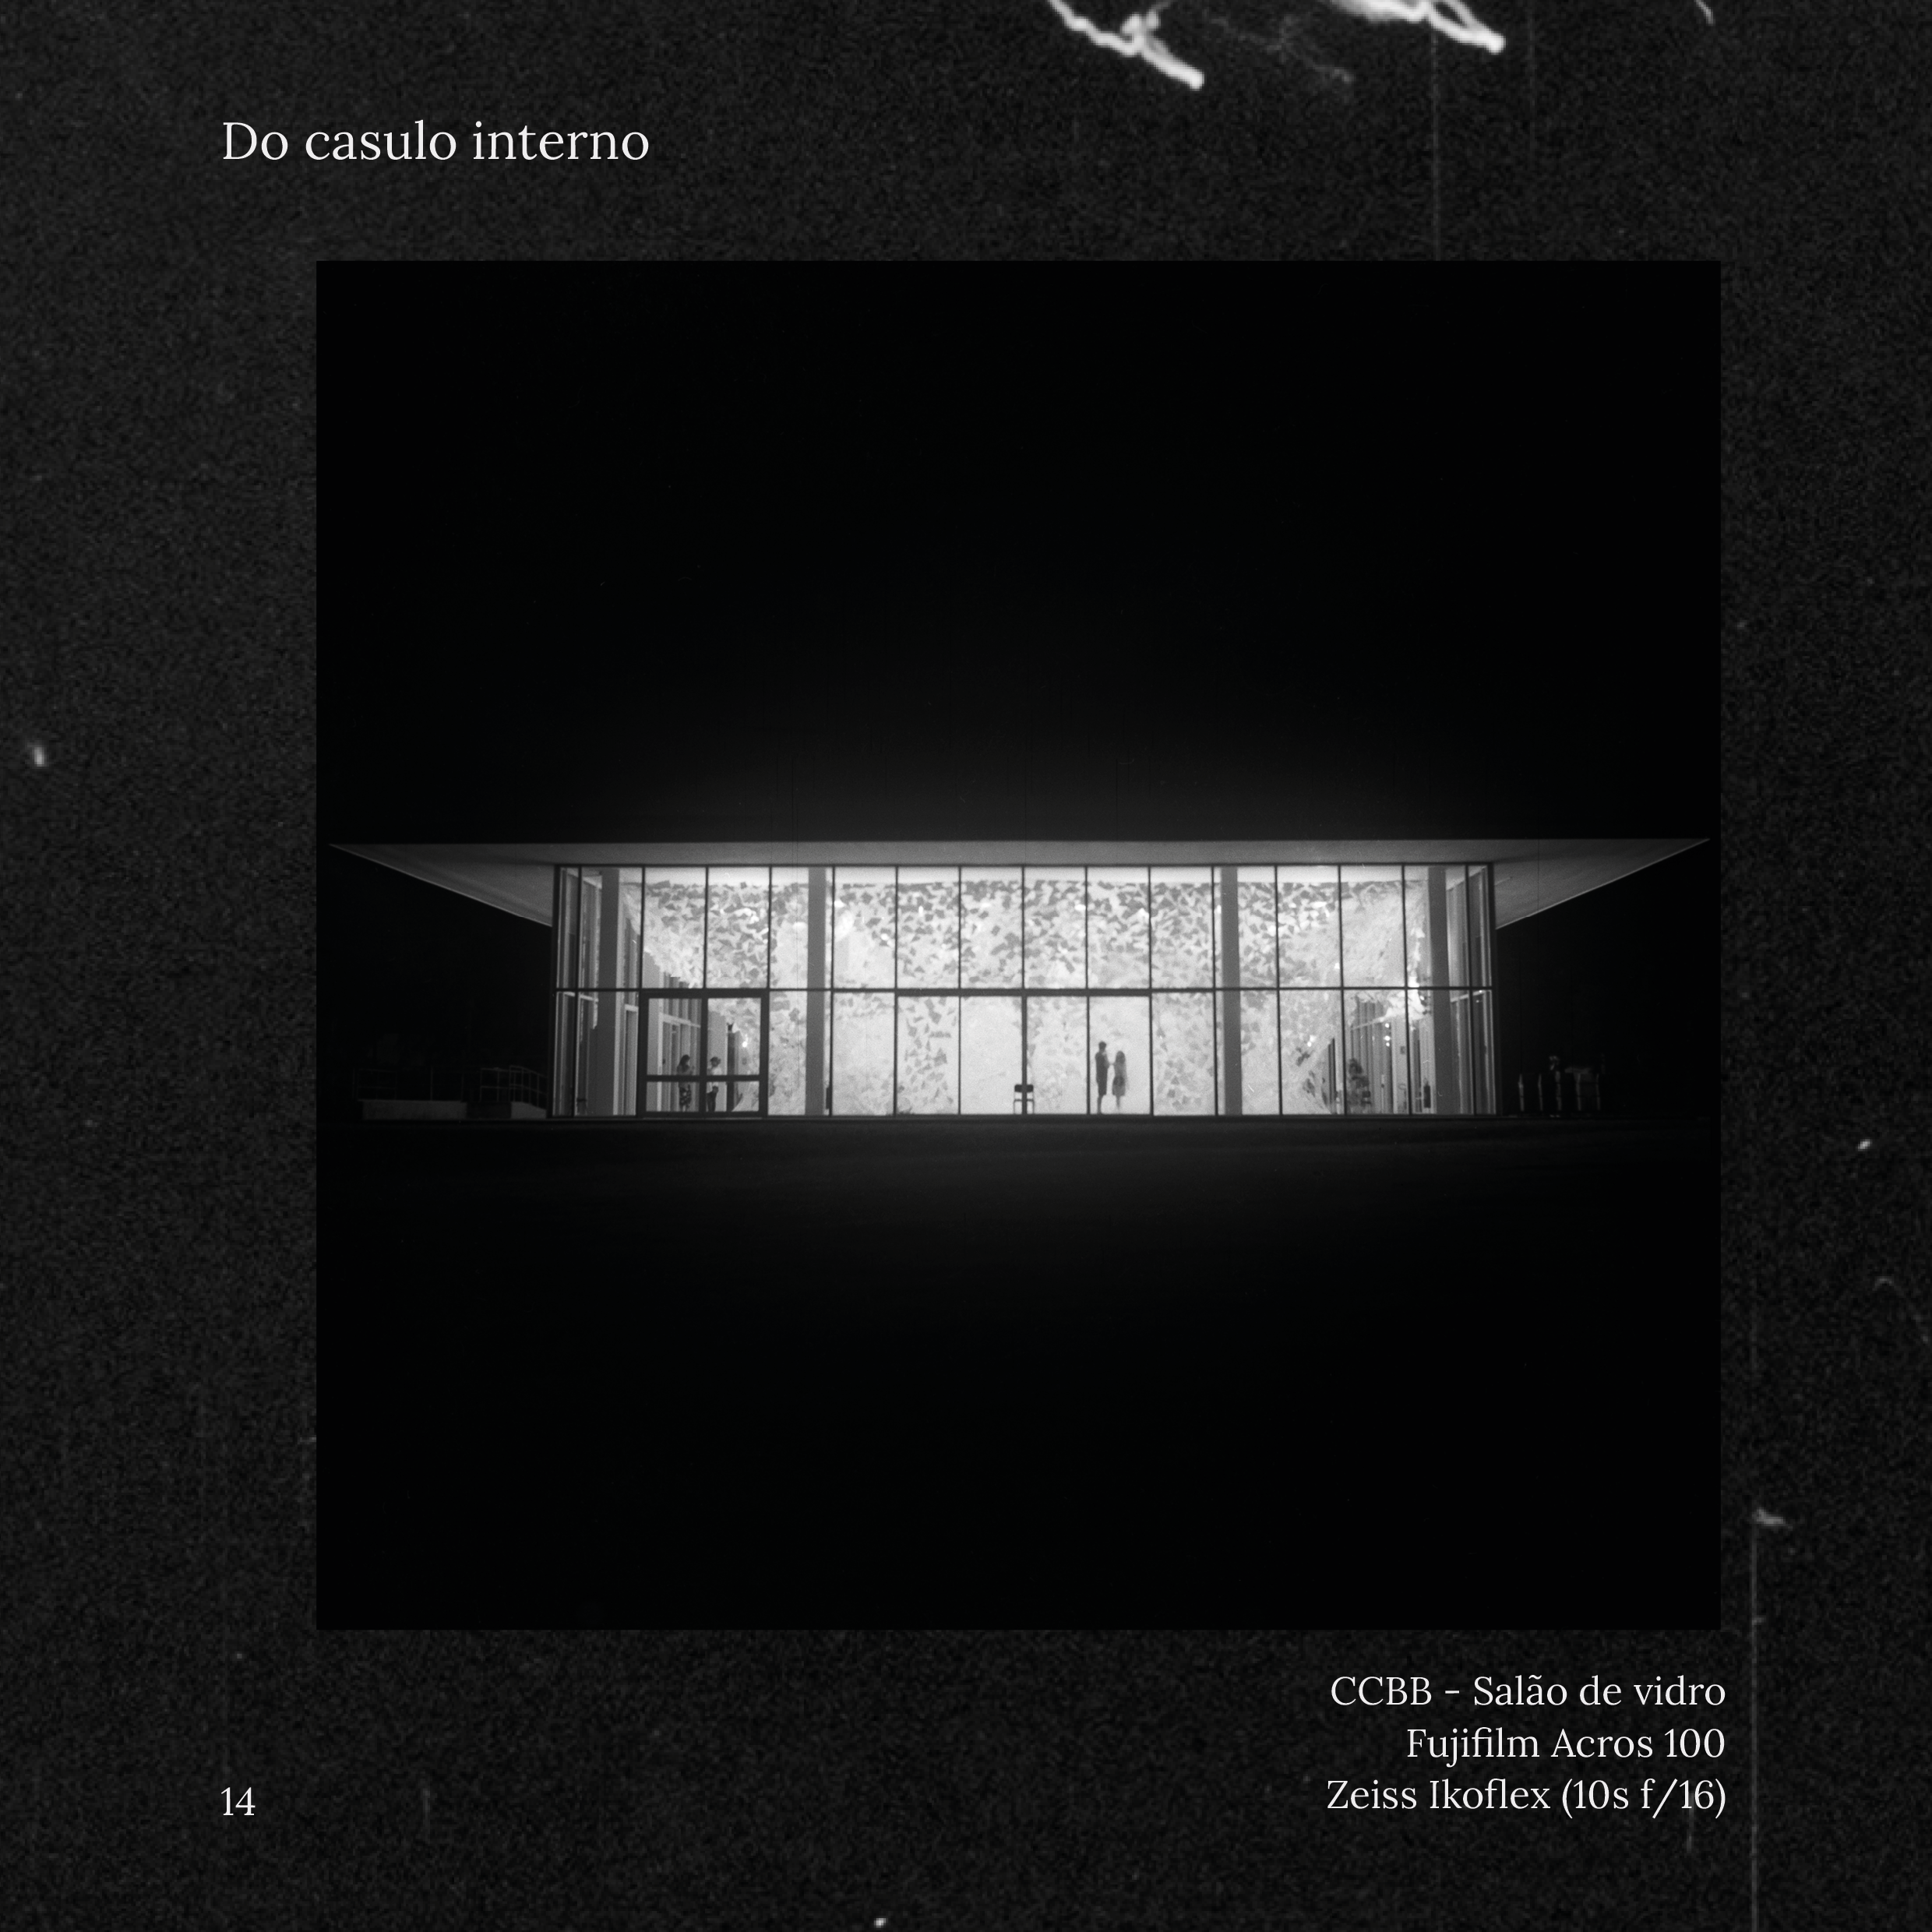 Do casulo interno
CCBB - Salão de vidro
Fujifilm Acros 100
Zeiss Ikoflex (10s f/16)
14